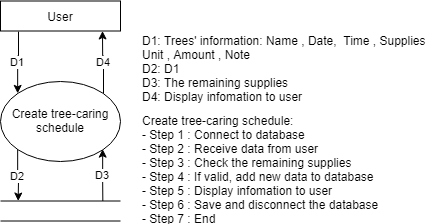 User
D1
D4
Create tree-caring
schedule
D2
D3
D1: Trees' information: Name , Date,  Time , Supplies
Unit , Amount , Note
D2: D1
D3: The remaining supplies
D4: Display infomation to user
Create tree-caring schedule:
- Step 1 : Connect to database
- Step 2 : Receive data from user
- Step 3 : Check the remaining supplies
- Step 4 : If valid, add new data to database
- Step 5 : Display infomation to user
- Step 6 : Save and disconnect the database
- Step 7 : End